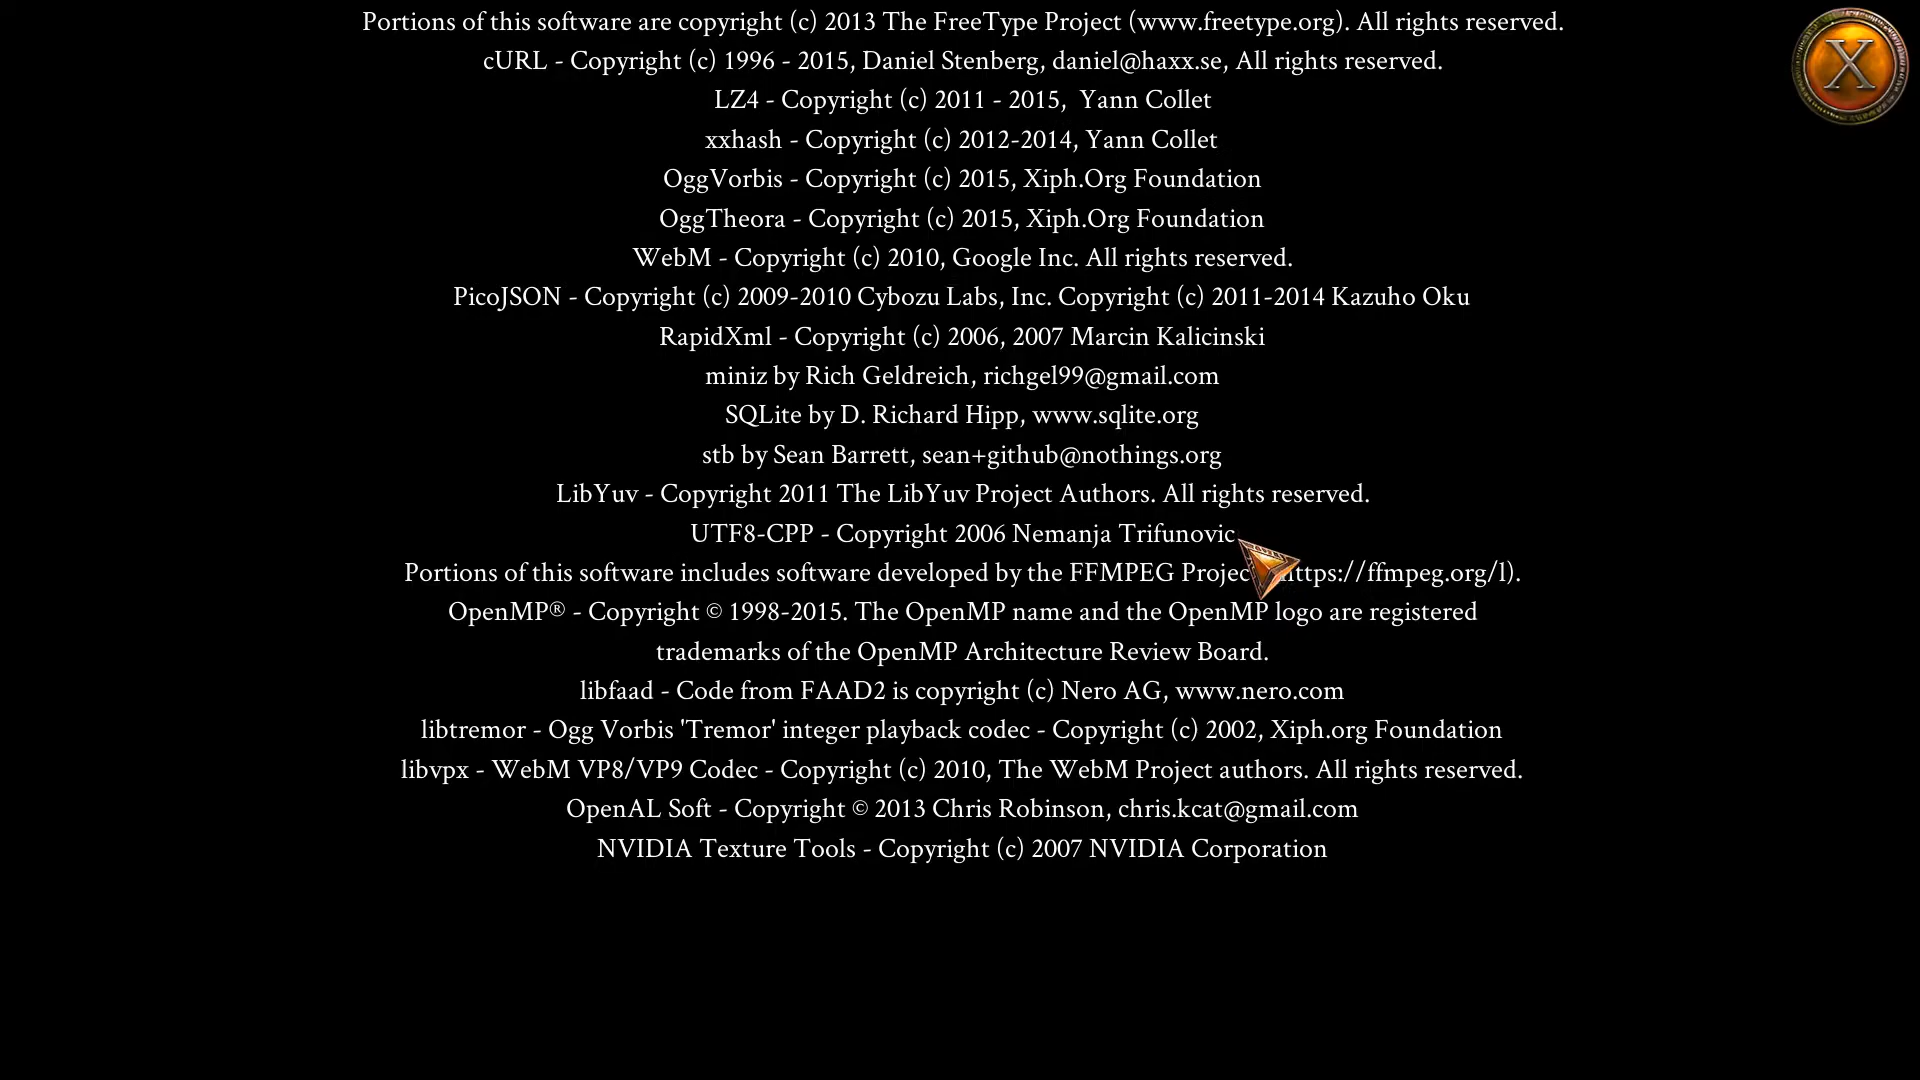 Portions of this software are copyright (c) 2013 The FreeType Project (www.freetype.org). All rights reserved.
cURL - Copyright (c) 1996 - 2015, Daniel Stenberg, daniel@haxx.se, All rights reserved.
LZ4 - Copyright (c) 2011 - 2015,  Yann Collet
xxhash - Copyright (c) 2012-2014, Yann Collet
OggVorbis - Copyright (c) 2015, Xiph.Org Foundation
OggTheora - Copyright (c) 2015, Xiph.Org Foundation
WebM - Copyright (c) 2010, Google Inc. All rights reserved.
PicoJSON - Copyright (c) 2009-2010 Cybozu Labs, Inc. Copyright (c) 2011-2014 Kazuho Oku
RapidXml - Copyright (c) 2006, 2007 Marcin Kalicinski
miniz by Rich Geldreich, richgel99@gmail.com
SQLite by D. Richard Hipp, www.sqlite.org
stb by Sean Barrett, sean+github@nothings.org
LibYuv - Copyright 2011 The LibYuv Project Authors. All rights reserved.
UTF8-CPP - Copyright 2006 Nemanja Trifunovic
Portions of this software includes software developed by the FFMPEG Project (https://ffmpeg.org/l).
OpenMP® - Copyright © 1998-2015. The OpenMP name and the OpenMP logo are registered
trademarks of the OpenMP Architecture Review Board.
libfaad - Code from FAAD2 is copyright (c) Nero AG, www.nero.com
libtremor - Ogg Vorbis 'Tremor' integer playback codec - Copyright (c) 2002, Xiph.org Foundation
libvpx - WebM VP8/VP9 Codec - Copyright (c) 2010, The WebM Project authors. All rights reserved.
OpenAL Soft - Copyright © 2013 Chris Robinson, chris.kcat@gmail.com
NVIDIA Texture Tools - Copyright (c) 2007 NVIDIA Corporation
X